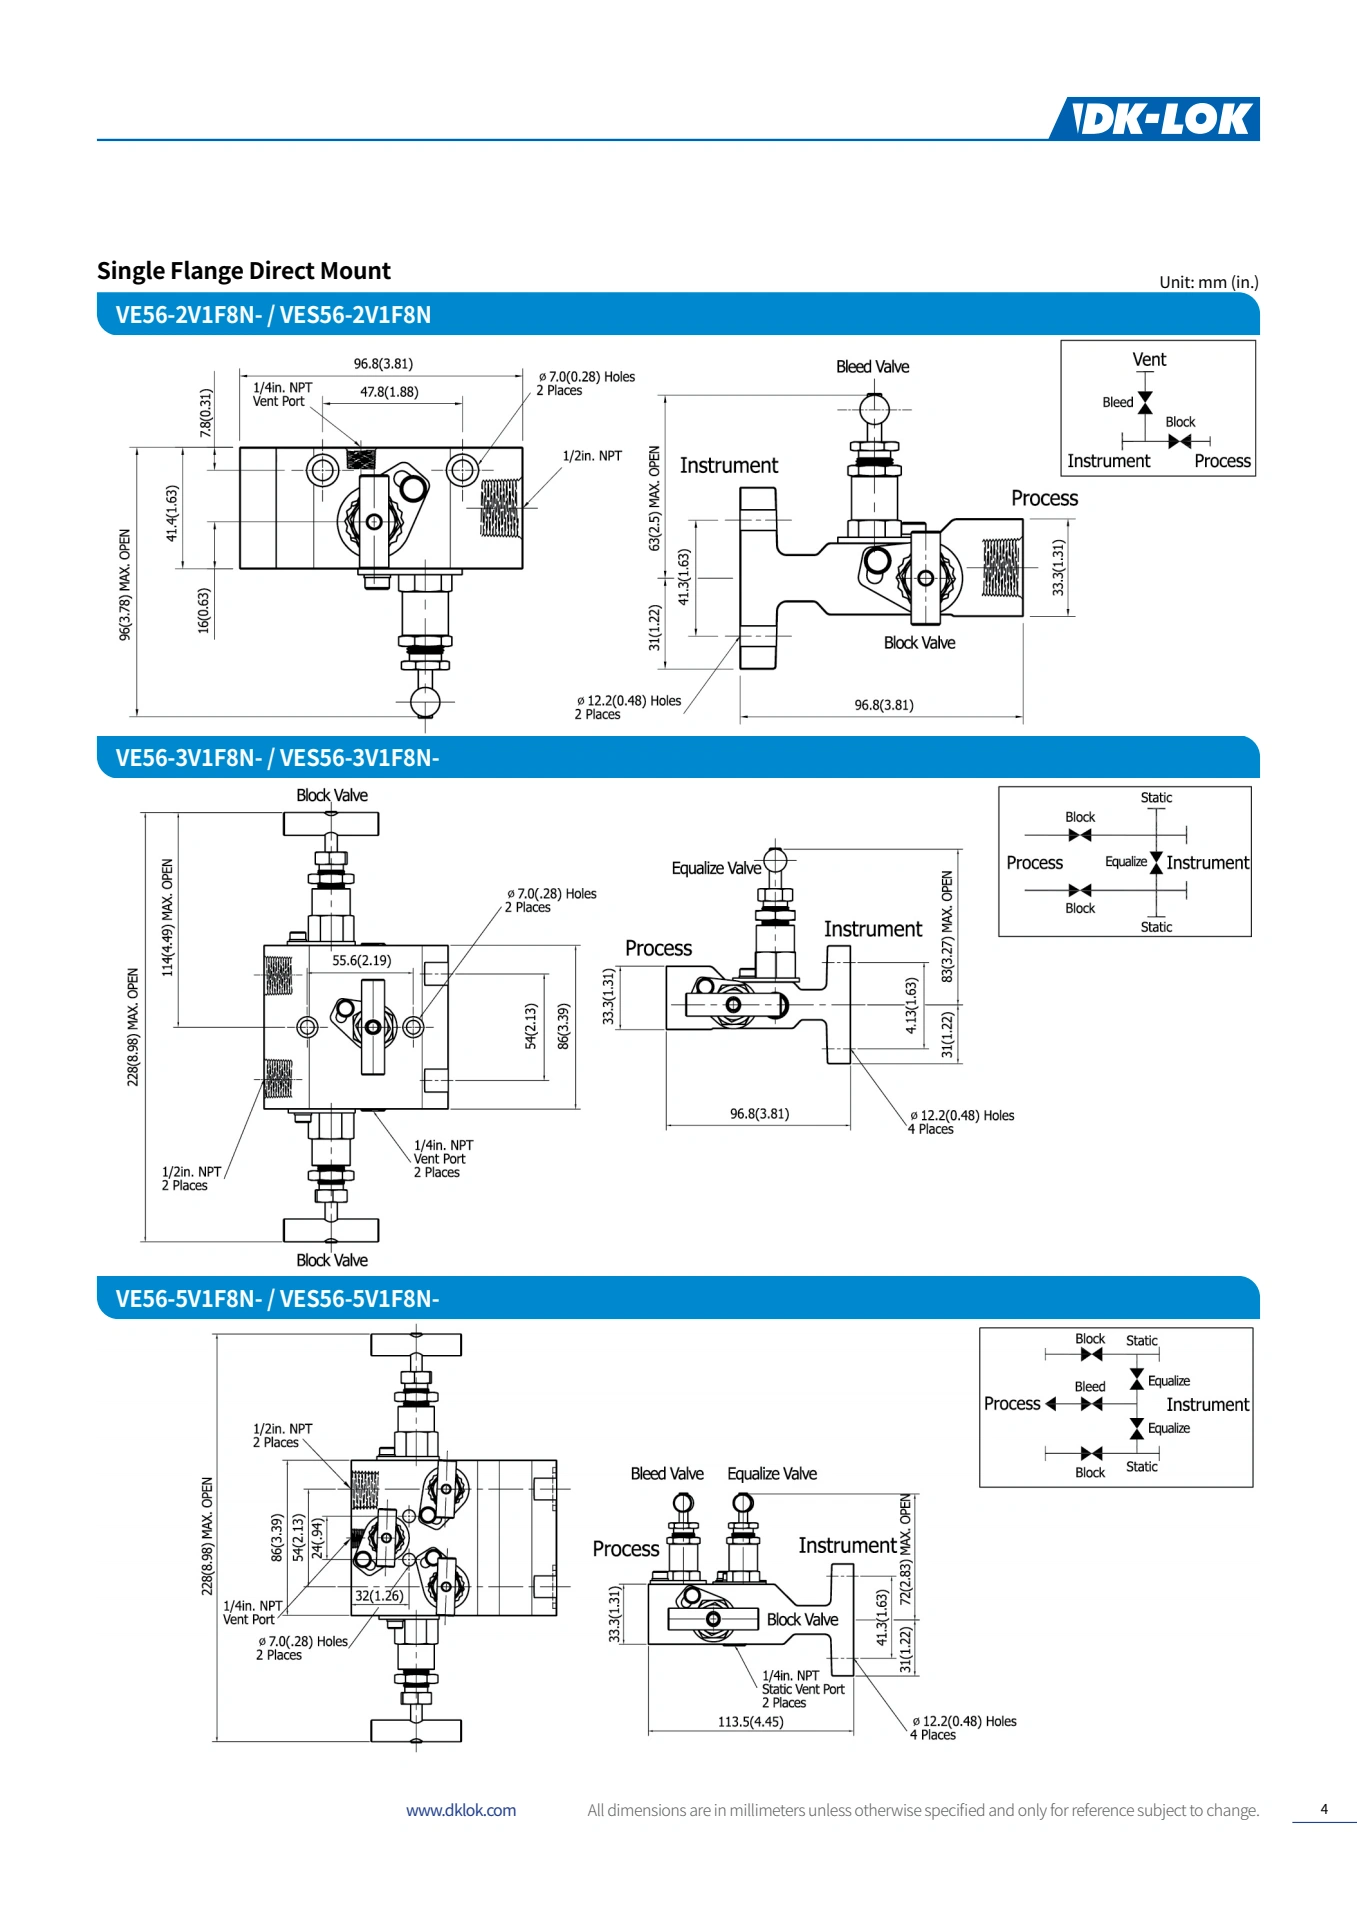 DK-LOK
Single Flange Direct Mount
Unit: mm (in.)
VE56-2V1F8N- / VES56-2V1F8N
96.8(3.81)
1/4in. NPT
Vent Port
47.8(1.88)
ø7.0(0.28) Holes
2 Places
7.8(0.31)
1/2in. NPT
41.4(1.63)
96(3.78) MAX. OPEN
16(0.63)
Bleed Valve
Instrument
Process
63(2.5) MAX. OPEN
41.3(1.63)
31(1.22)
33.3(1.31)
Block Valve
ø12.2(0.48) Holes
2 Places
96.8(3.81)
Vent
Bleed
Block
Instrument
Process
VE56-3V1F8N- / VES56-3V1F8N-
Block Valve
114(4.49) MAX. OPEN
228(8.98) MAX. OPEN
ø7.0(.28) Holes
2 Places
55.6(2.19)
54(2.13)
86(3.39)
1/4in. NPT
Vent Port
2 Places
1/2in. NPT
2 Places
Block Valve
Equalize Valve
Instrument
Process
33.3(1.31)
83(3.27) MAX. OPEN
4.13(1.63)
31(1.22)
96.8(3.81)
ø12.2(0.48) Holes
4 Places
Static
Block
Process
Equalize
Instrument
Block
Static
VE56-5V1F8N- / VES56-5V1F8N-
1/2in. NPT
2 Places
228(8.98) MAX. OPEN
86(3.39)
54(2.13)
24(.94)
32(1.26)
1/4in. NPT
Vent Port
ø7.0(.28) Holes
2 Places
Bleed Valve
Equalize Valve
Process
Instrument
72(2.83) MAX. OPEN
33.3(1.31)
Block Valve
41.3(1.63)
31(1.22)
1/4in. NPT
Static Vent Port
2 Places
113.5(4.45)
ø12.2(0.48) Holes
4 Places
Block
Static
Equalize
Bleed
Process
Instrument
Equalize
Block
Static
www.dklok.com
All dimensions are in millimeters unless otherwise specified and only for reference subject to change.
4